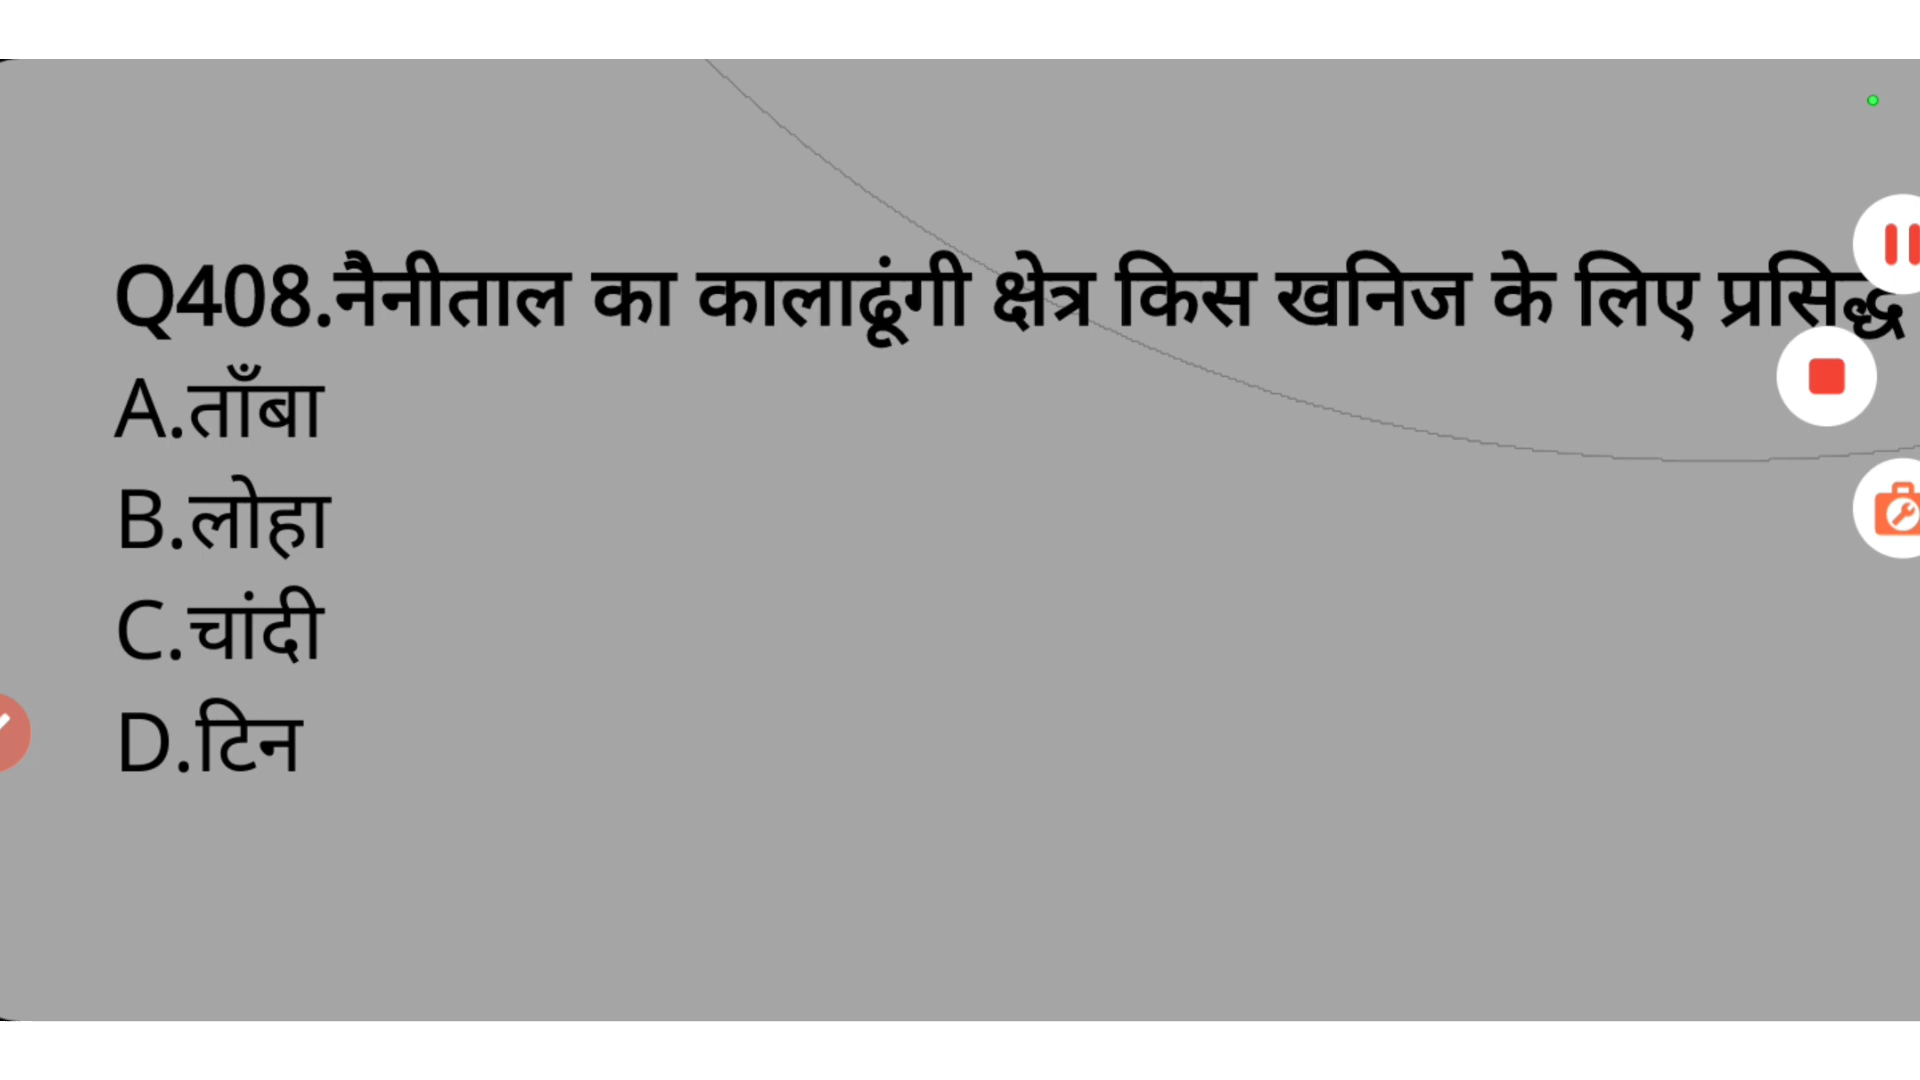 Q408.नैनीताल का कालाढूंगी क्षेत्र किस खनिज के लिए प्रसिद्ध
A.ताँबा
B.लोहा
C.चांदी
D.टिन